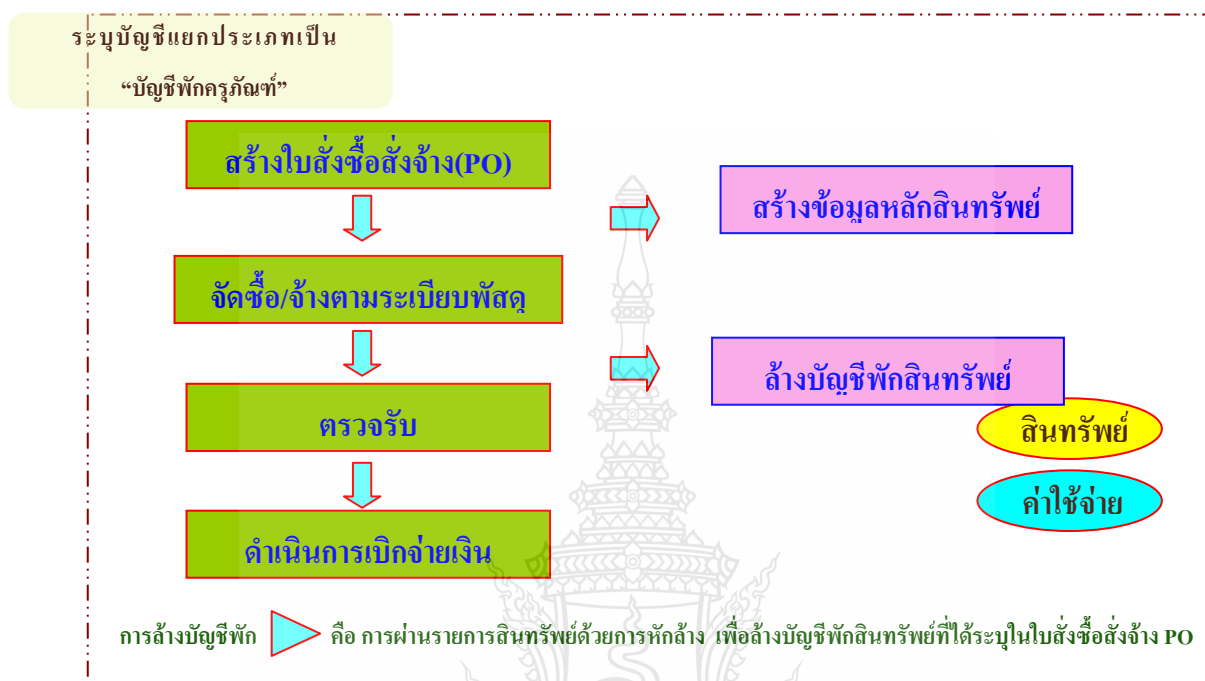 ระบุบัญชีแยกประเภทเป็น
“บัญชีพักครุภัณฑ์”
สร้างใบสั่งซื้อสั่งจ้าง(PO)
จัดซื้อ/จ้างตามระเบียบพัสดุ
ตรวจรับ
ดำเนินการเบิกจ่ายเงิน
สร้างข้อมูลหลักสินทรัพย์
ล้างบัญชีพักสินทรัพย์
สินทรัพย์
ค่าใช้จ่าย
การล้างบัญชีพัก คือ การผ่านรายการสินทรัพย์ด้วยการหักล้าง เพื่อล้างบัญชีพักสินทรัพย์ที่ได้ระบุในใบสั่งซื้อสั่งจ้าง PO